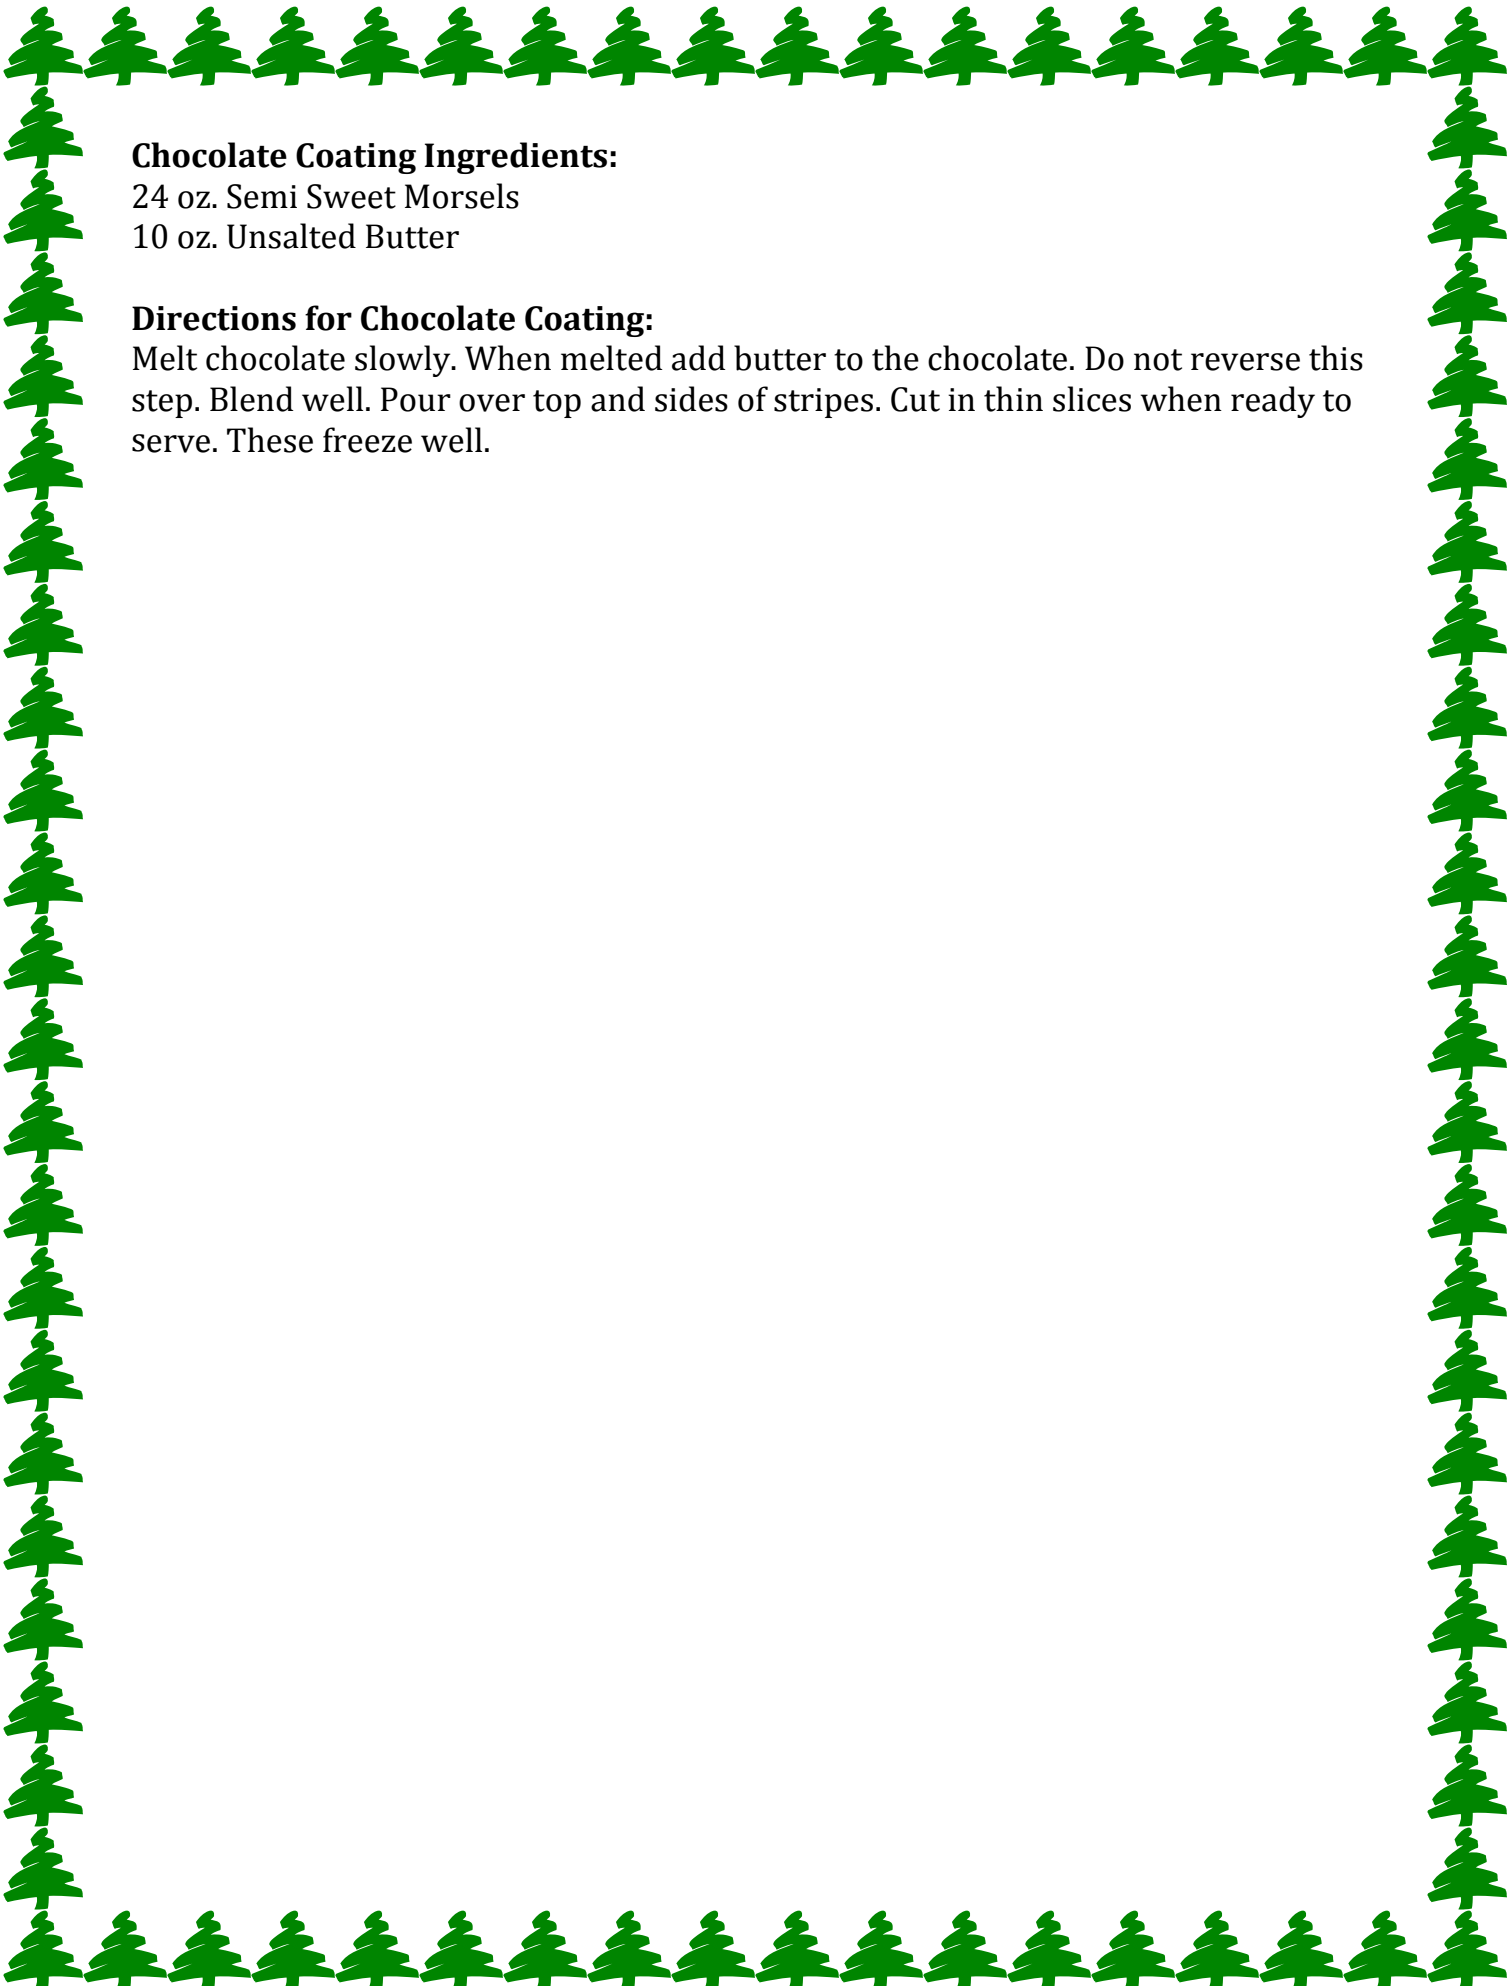 Chocolate Coating Ingredients:
24 oz. Semi Sweet Morsels
10 oz. Unsalted Butter
Directions for Chocolate Coating:
Melt chocolate slowly. When melted add butter to the chocolate. Do not reverse this
step. Blend well. Pour over top and sides of stripes. Cut in thin slices when ready to
serve. These freeze well.